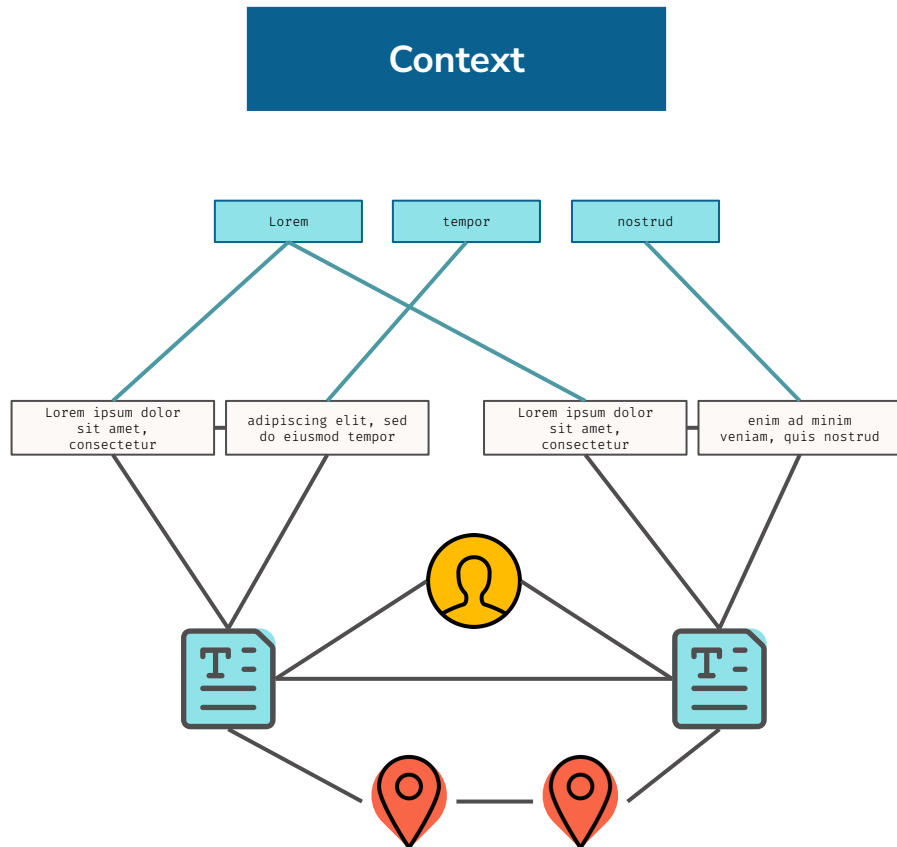 Context
Lorem
tempor
nostrud
Lorem ipsum dolor
sit amet,
consectetur
adipiscing elit, sed
do eiusmod tempor
Lorem ipsum dolor
sit amet,
consectetur
enim ad minim
veniam, quis nostrud
T
T